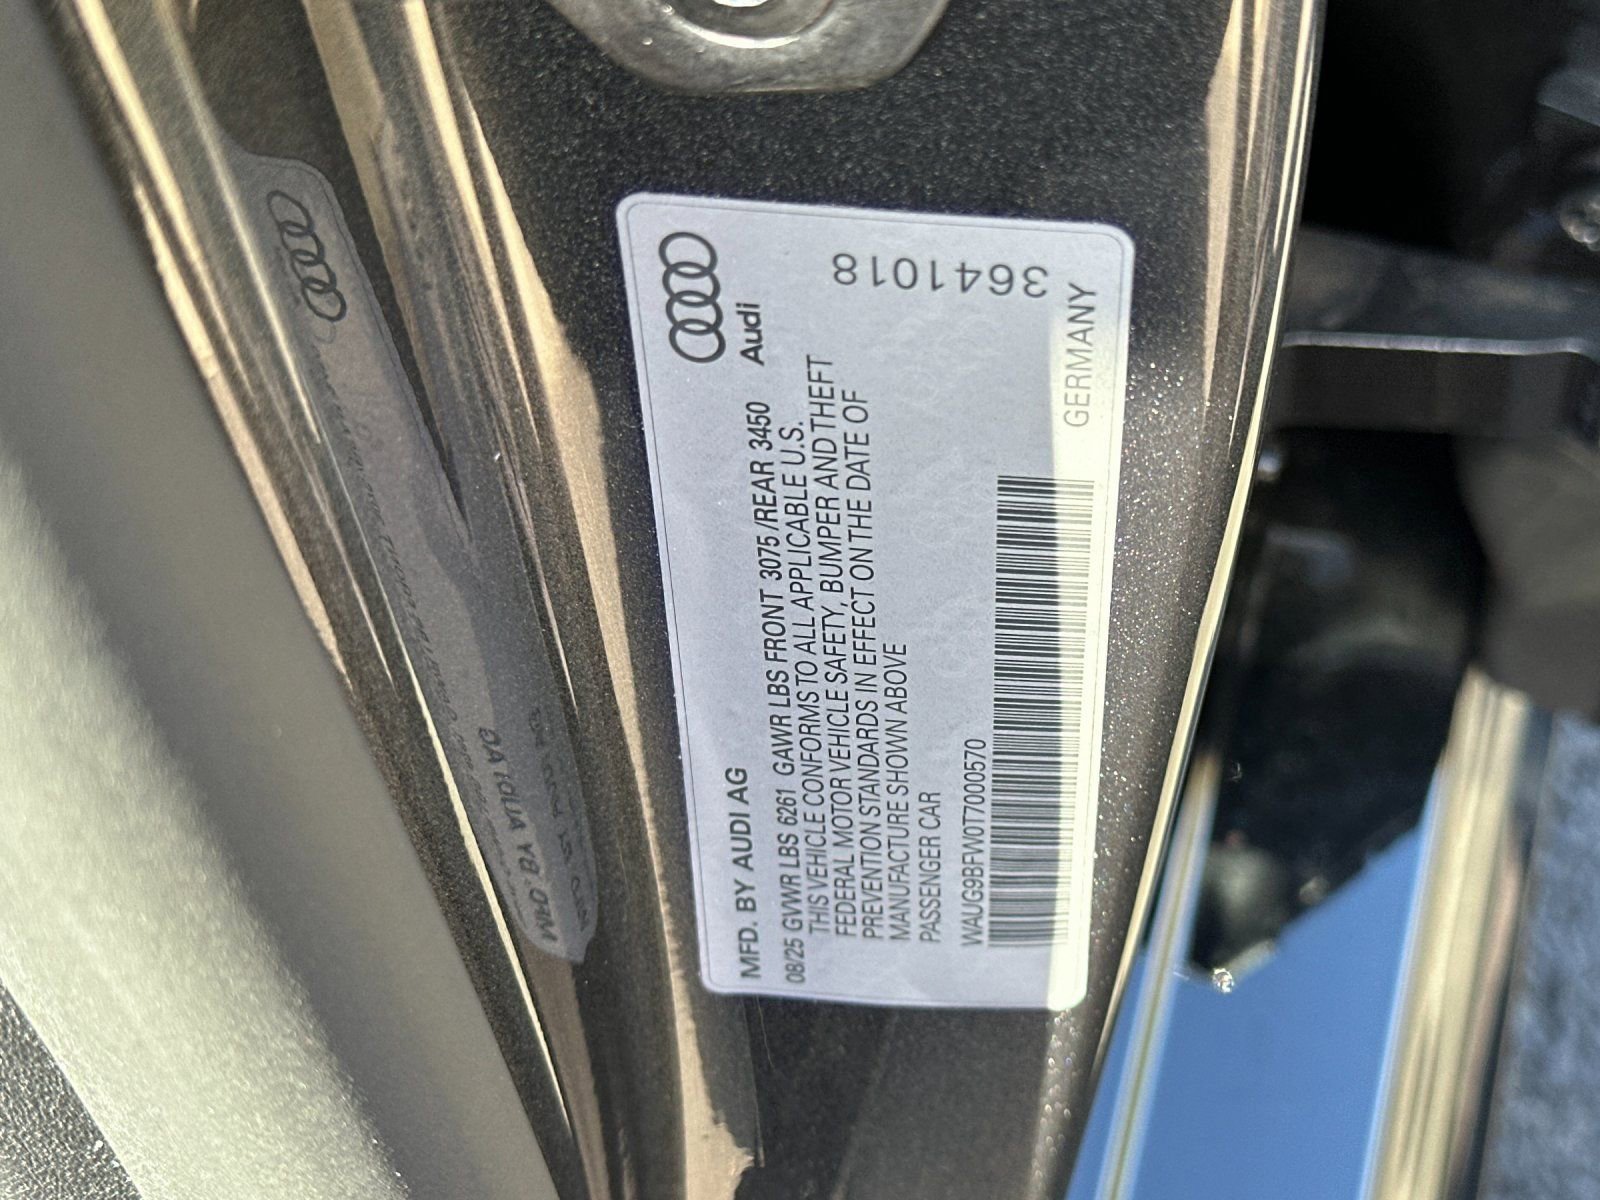 Audi
3641018
MFD. BY AUDI AG
08/25 GVWR LBS 6261 GAWR LBS FRONT 3075/REAR 3450
THIS VEHICLE CONFORMS TO ALL APPLICABLE U.S.
FEDERAL MOTOR VEHICLE SAFETY, BUMPER AND THEFT
PREVENTION STANDARDS IN EFFECT ON THE DATE OF
MANUFACTURE SHOWN ABOVE
PASSENGER CAR
WAUG9BFW0T7000570
GERMANY